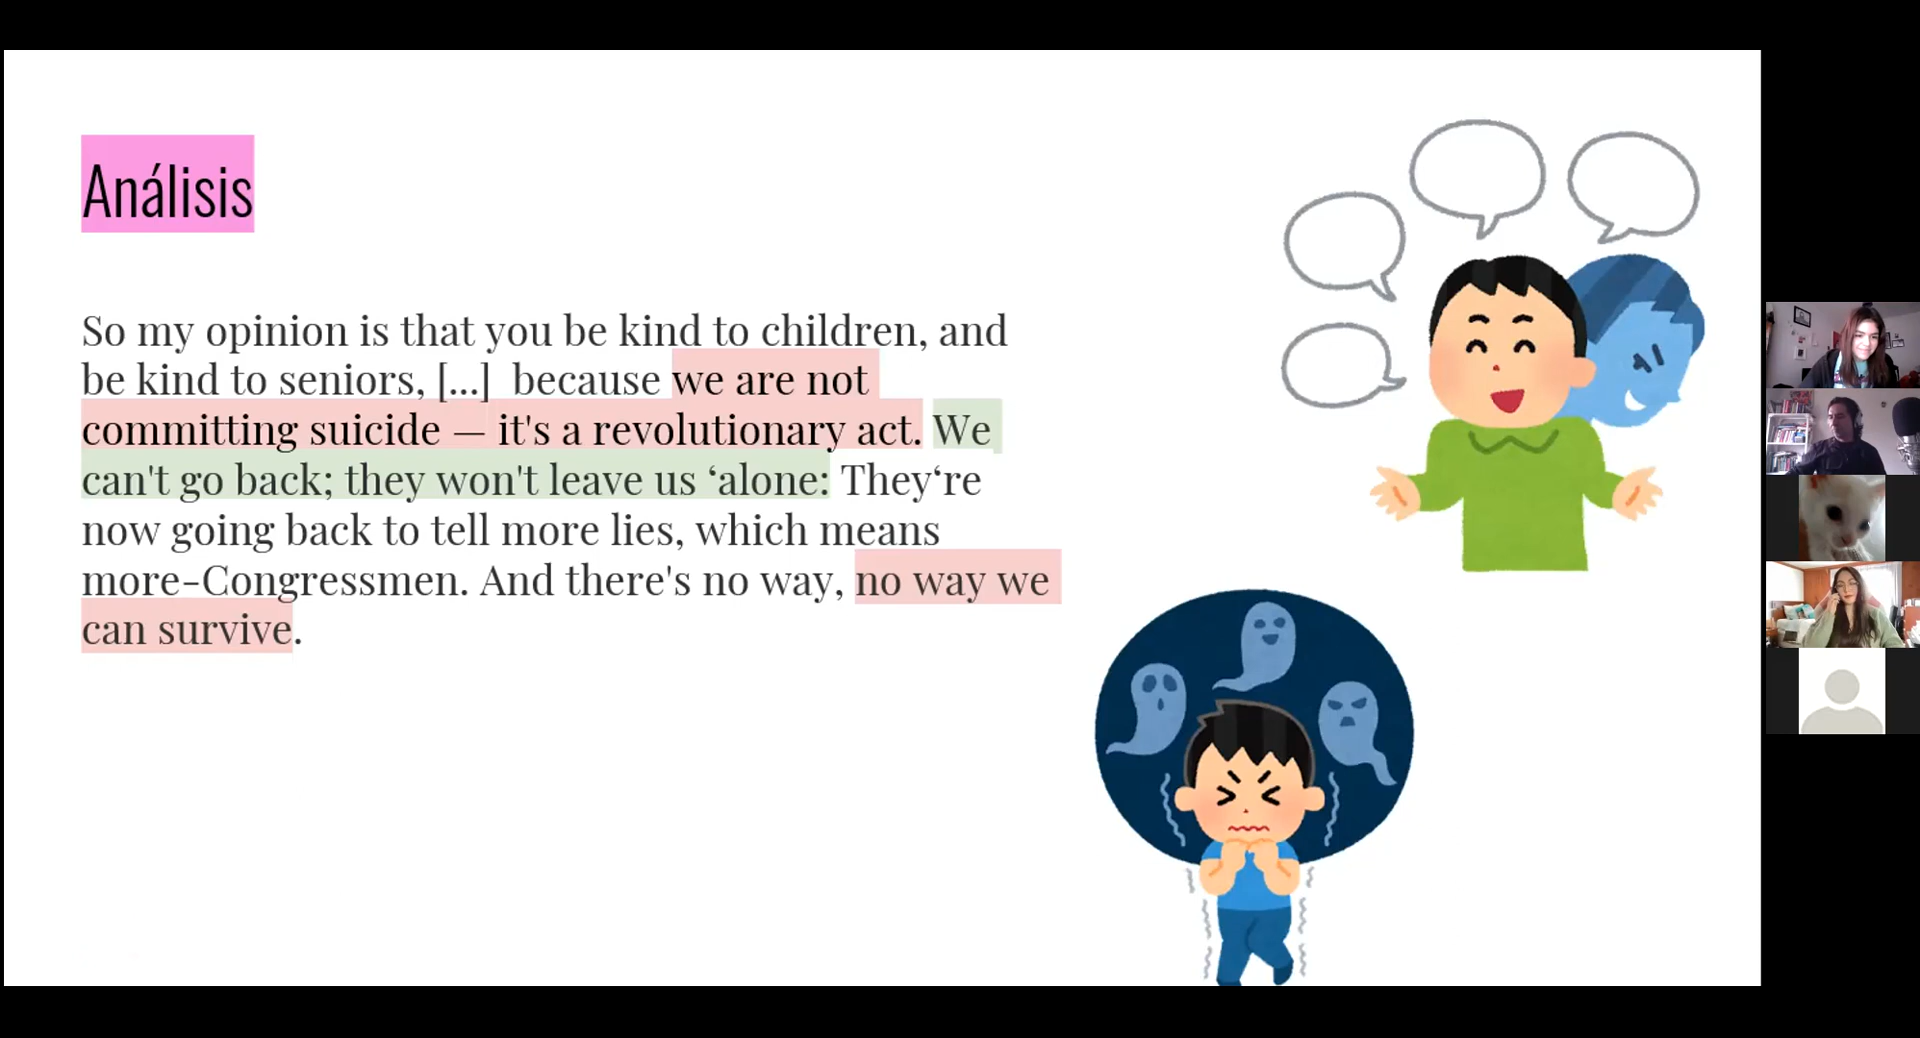 Análisis
So my opinion is that you be kind to children, and
be kind to seniors, [...]  because we are not
committing suicide — it's a revolutionary act. We
can't go back; they won't leave us ‘alone: They‘re
now going back to tell more lies, which means
more-Congressmen. And there's no way, no way we
can survive.